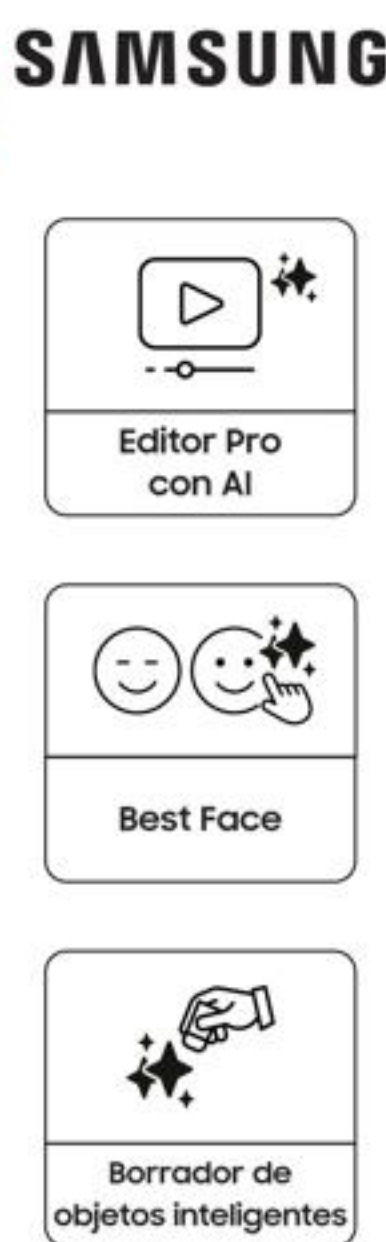 SAMSUNG
Editor Pro
con AI
Best Face
Borrador de
objetos inteligentes